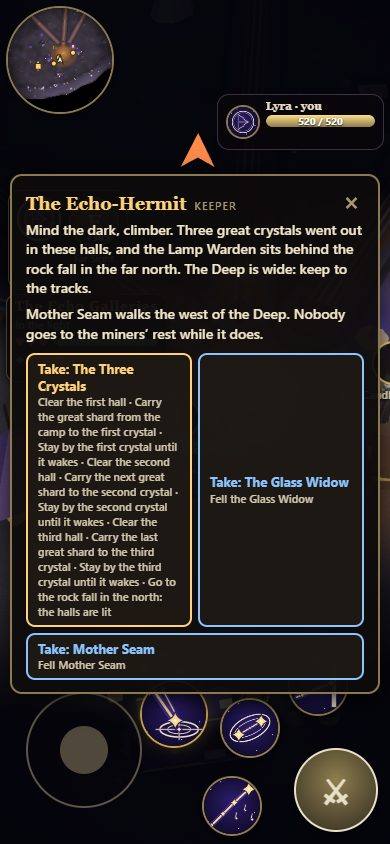 Lyra · you
520 / 520
The Echo-Hermit KEEPER ×
Mind the dark, climber. Three great crystals went out
in these halls, and the Lamp Warden sits behind the
rock fall in the far north. The Deep is wide: keep to
the tracks.
Mother Seam walks the west of the Deep. Nobody
goes to the miners’ rest while it does.
Take: The Three
Crystals
Clear the first hall · Carry
the great shard from the
camp to the first crystal ·
Stay by the first crystal until
it wakes · Clear the second
hall · Carry the next great
shard to the second crystal ·
Stay by the second crystal
until it wakes · Clear the
third hall · Carry the last
great shard to the third
crystal · Stay by the third
crystal until it wakes · Go to
the rock fall in the north:
the halls are lit
Take: The Glass Widow
Fell the Glass Widow
Take: Mother Seam
Fell Mother Seam